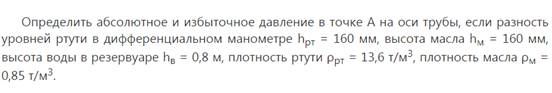 Определить абсолютное и избыточное давление в точке А на оси трубы, если разность
уровней ртути в дифференциальном манометре hрт = 160 мм, высота масла hм = 160 мм,
высота воды в резервуаре hв = 0,8 м, плотность ртути ρрт = 13,6 т/м³, плотность масла ρм =
0,85 т/м³.